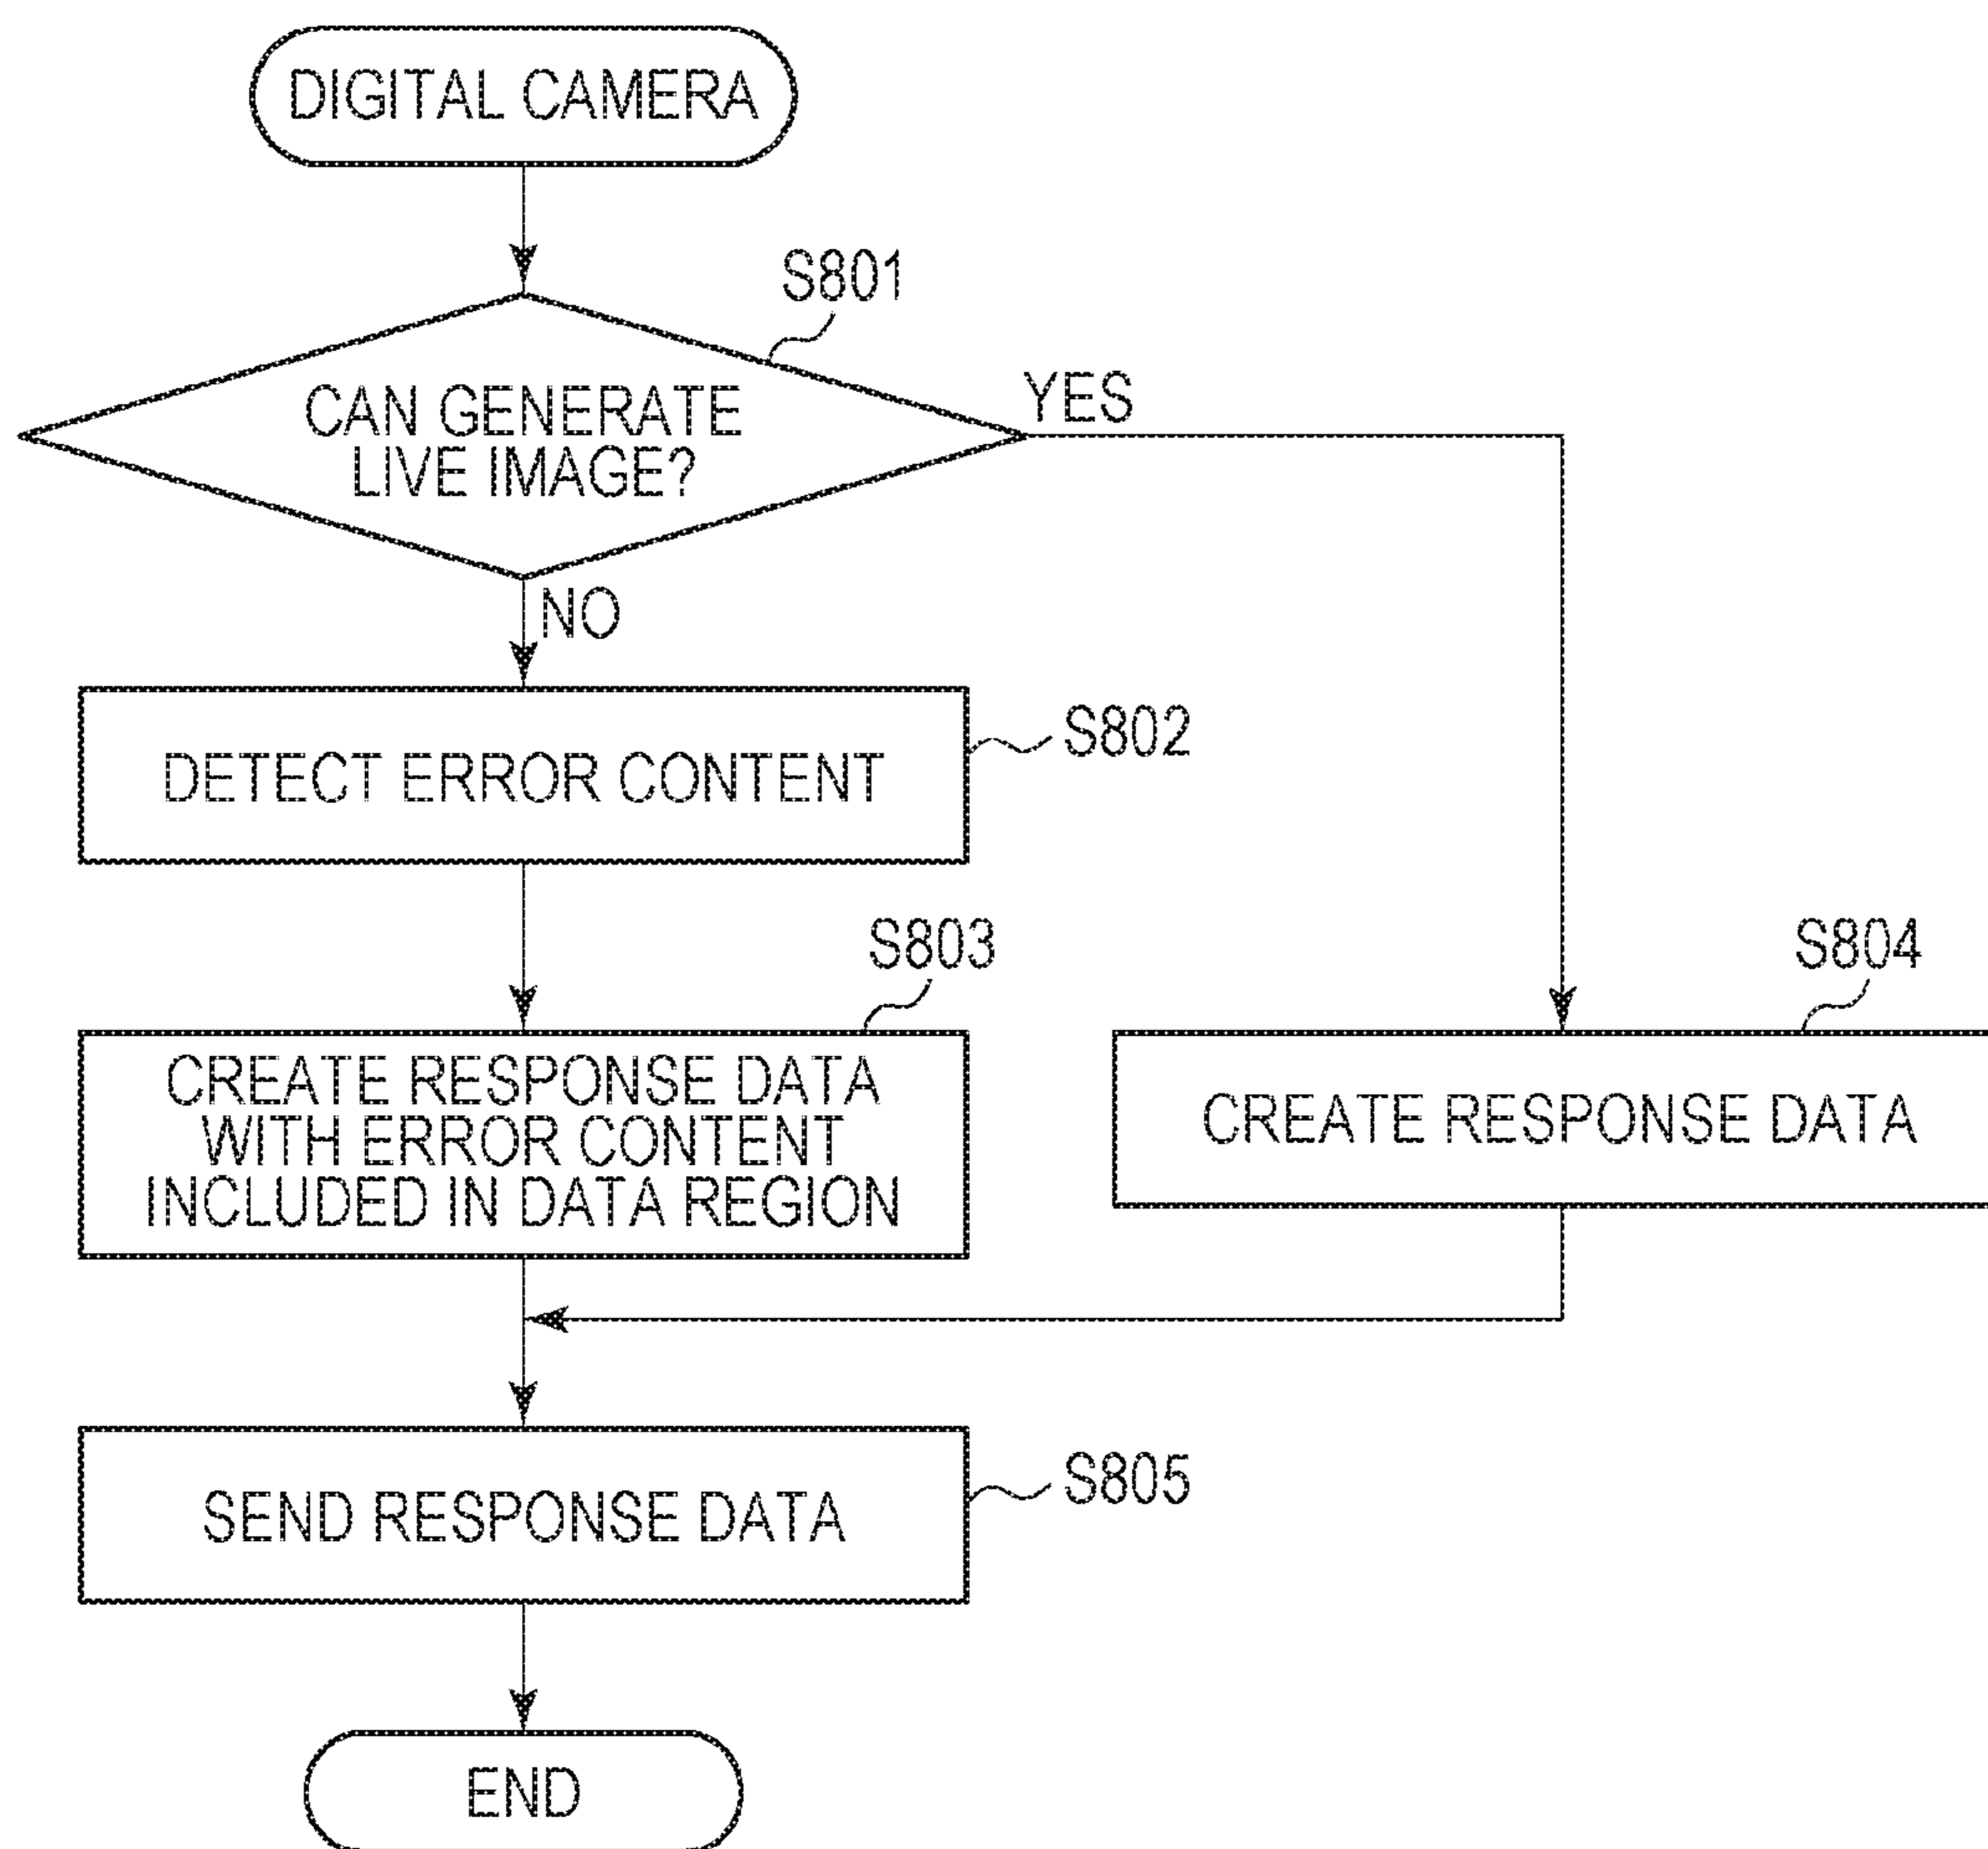 DIGITAL CAMERA
S801
CAN GENERATE
LIVE IMAGE?
YES
NO
S802
DETECT ERROR CONTENT
S803
CREATE RESPONSE DATA
WITH ERROR CONTENT
INCLUDED IN DATA REGION
S804
CREATE RESPONSE DATA
S805
SEND RESPONSE DATA
END